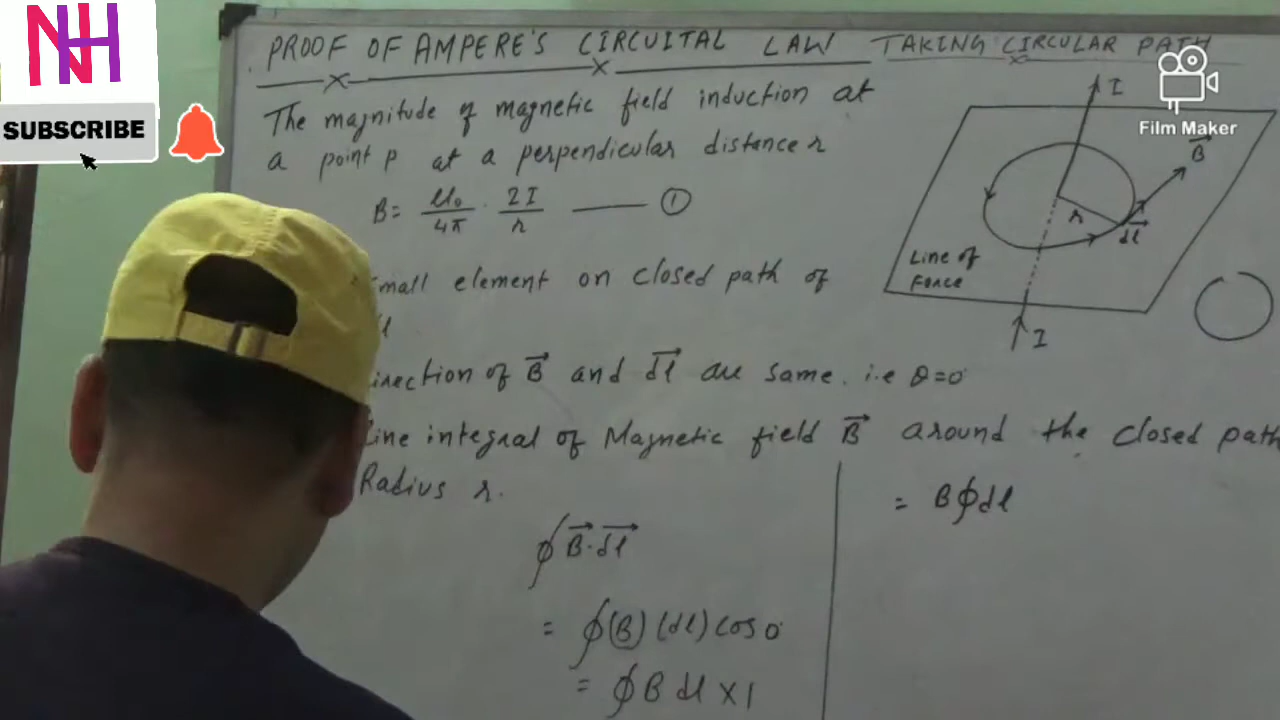 NH
SUBSCRIBE
PROOF OF AMPERE'S CIRCUITAL LAW TAKING CIRCULAR PATH
Film Maker
The magnitude of magnetic field induction at
a point P at a perpendicular distance r
B = μ₀/4π · 2I/r —— ①
I
B⃗
r
d⃗l
Line of
Force
I
Small element on closed path of
dl
Direction of B⃗ and d⃗l are same. i.e θ=0°
Line integral of Magnetic field B⃗ around the closed path
Radius r.
∮ B⃗ · d⃗l
= ∮ (B) (dl) cos 0°
= ∮ B dl × 1
= B ∮ dl